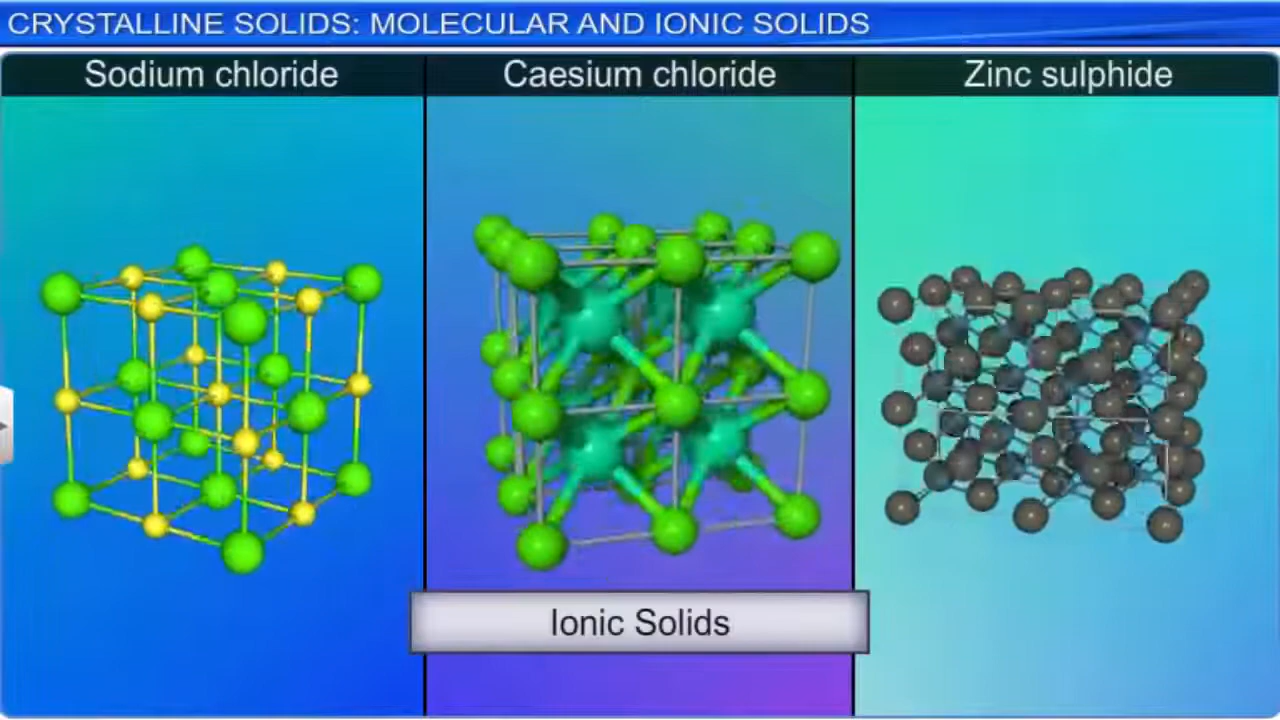 CRYSTALLINE SOLIDS: MOLECULAR AND IONIC SOLIDS
Sodium chloride
Caesium chloride
Zinc sulphide
Ionic Solids